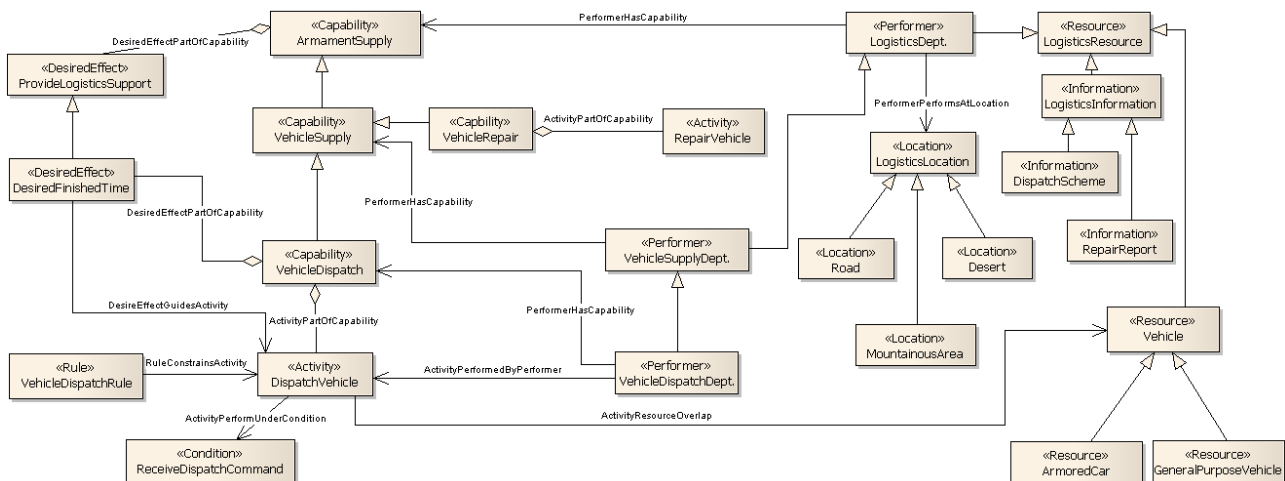 «Capability»
ArmamentSupply
PerformerHasCapability
«Performer»
LogisticsDept.
«Resource»
LogisticsResource
DesiredEffectPartOfCapability
«DesiredEffect»
ProvideLogisticsSupport
«Information»
LogisticsInformation
PerformerPerformsAtLocation
«Capability»
VehicleSupply
«Capbility»
VehicleRepair
ActivityPartOfCapability
«Activity»
RepairVehicle
«Location»
LogisticsLocation
«Information»
DispatchScheme
«DesiredEffect»
DesiredFinishedTime
PerformerHasCapability
DesiredEffectPartOfCapability
«Information»
RepairReport
«Capability»
VehicleDispatch
«Performer»
VehicleSupplyDept.
«Location»
Road
«Location»
Desert
DesireEffectGuidesActivity
PerformerHasCapability
ActivityPartOfCapability
«Resource»
Vehicle
«Location»
MountainousArea
«Rule»
VehicleDispatchRule
RuleConstrainsActivity
«Activity»
DispatchVehicle
ActivityPerformedByPerformer
«Performer»
VehicleDispatchDept.
ActivityPerformUnderCondition
ActivityResourceOverlap
«Condition»
ReceiveDispatchCommand
«Resource»
ArmoredCar
«Resource»
GeneralPurposeVehicle